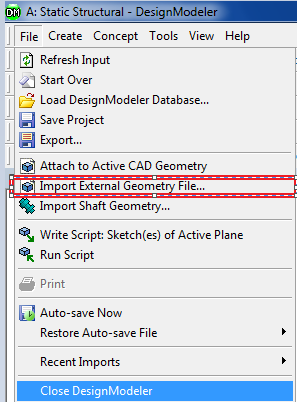 DM A: Static Structural - DesignModeler
File Create Concept Tools View Help
Refresh Input
Start Over
Load DesignModeler Database...
Save Project
Export...
Attach to Active CAD Geometry
Import External Geometry File...
Import Shaft Geometry...
Write Script: Sketch(es) of Active Plane
Run Script
Print
Auto-save Now
Restore Auto-save File
Recent Imports
Close DesignModeler